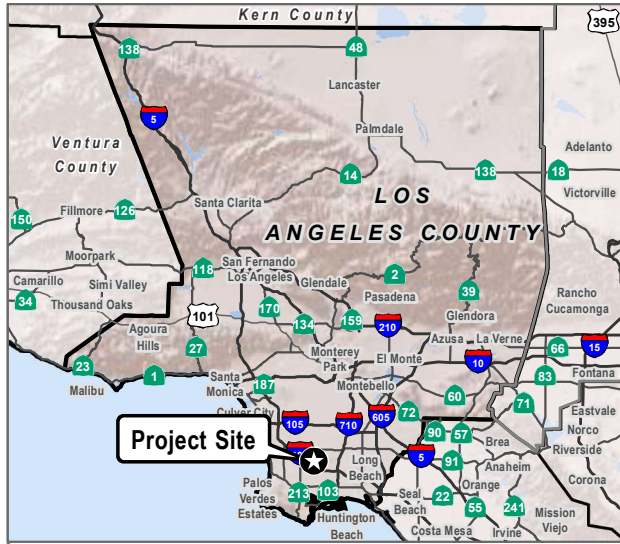 Kern County
395
138
48
Lancaster
5
Palmdale
Ventura
County
Adelanto
14
138
18
Victorville
LOS
ANGELES COUNTY
Santa Clarita
150
Fillmore
126
Moorpark
118
San Fernando
Los Angeles
Glendale
2
Pasadena
39
Glendora
Camarillo
Simi Valley
34
Thousand Oaks
101
170
134
159
210
Rancho
Cucamonga
Agoura
Hills
27
Monterey
Park
El Monte
Azusa
La Verne
10
66
15
Fontana
23
Malibu
1
Santa
Monica
187
Montebello
60
83
71
Culver City
105
710
605
72
Eastvale
Norco
Riverside
Corona
Project Site
90
57
Brea
5
91
Anaheim
Long
Beach
Palos
Verdes
Estates
213
103
Seal
Beach
22
Orange
55
241
Mission
Viejo
Huntington
Beach
Costa Mesa
Irvine